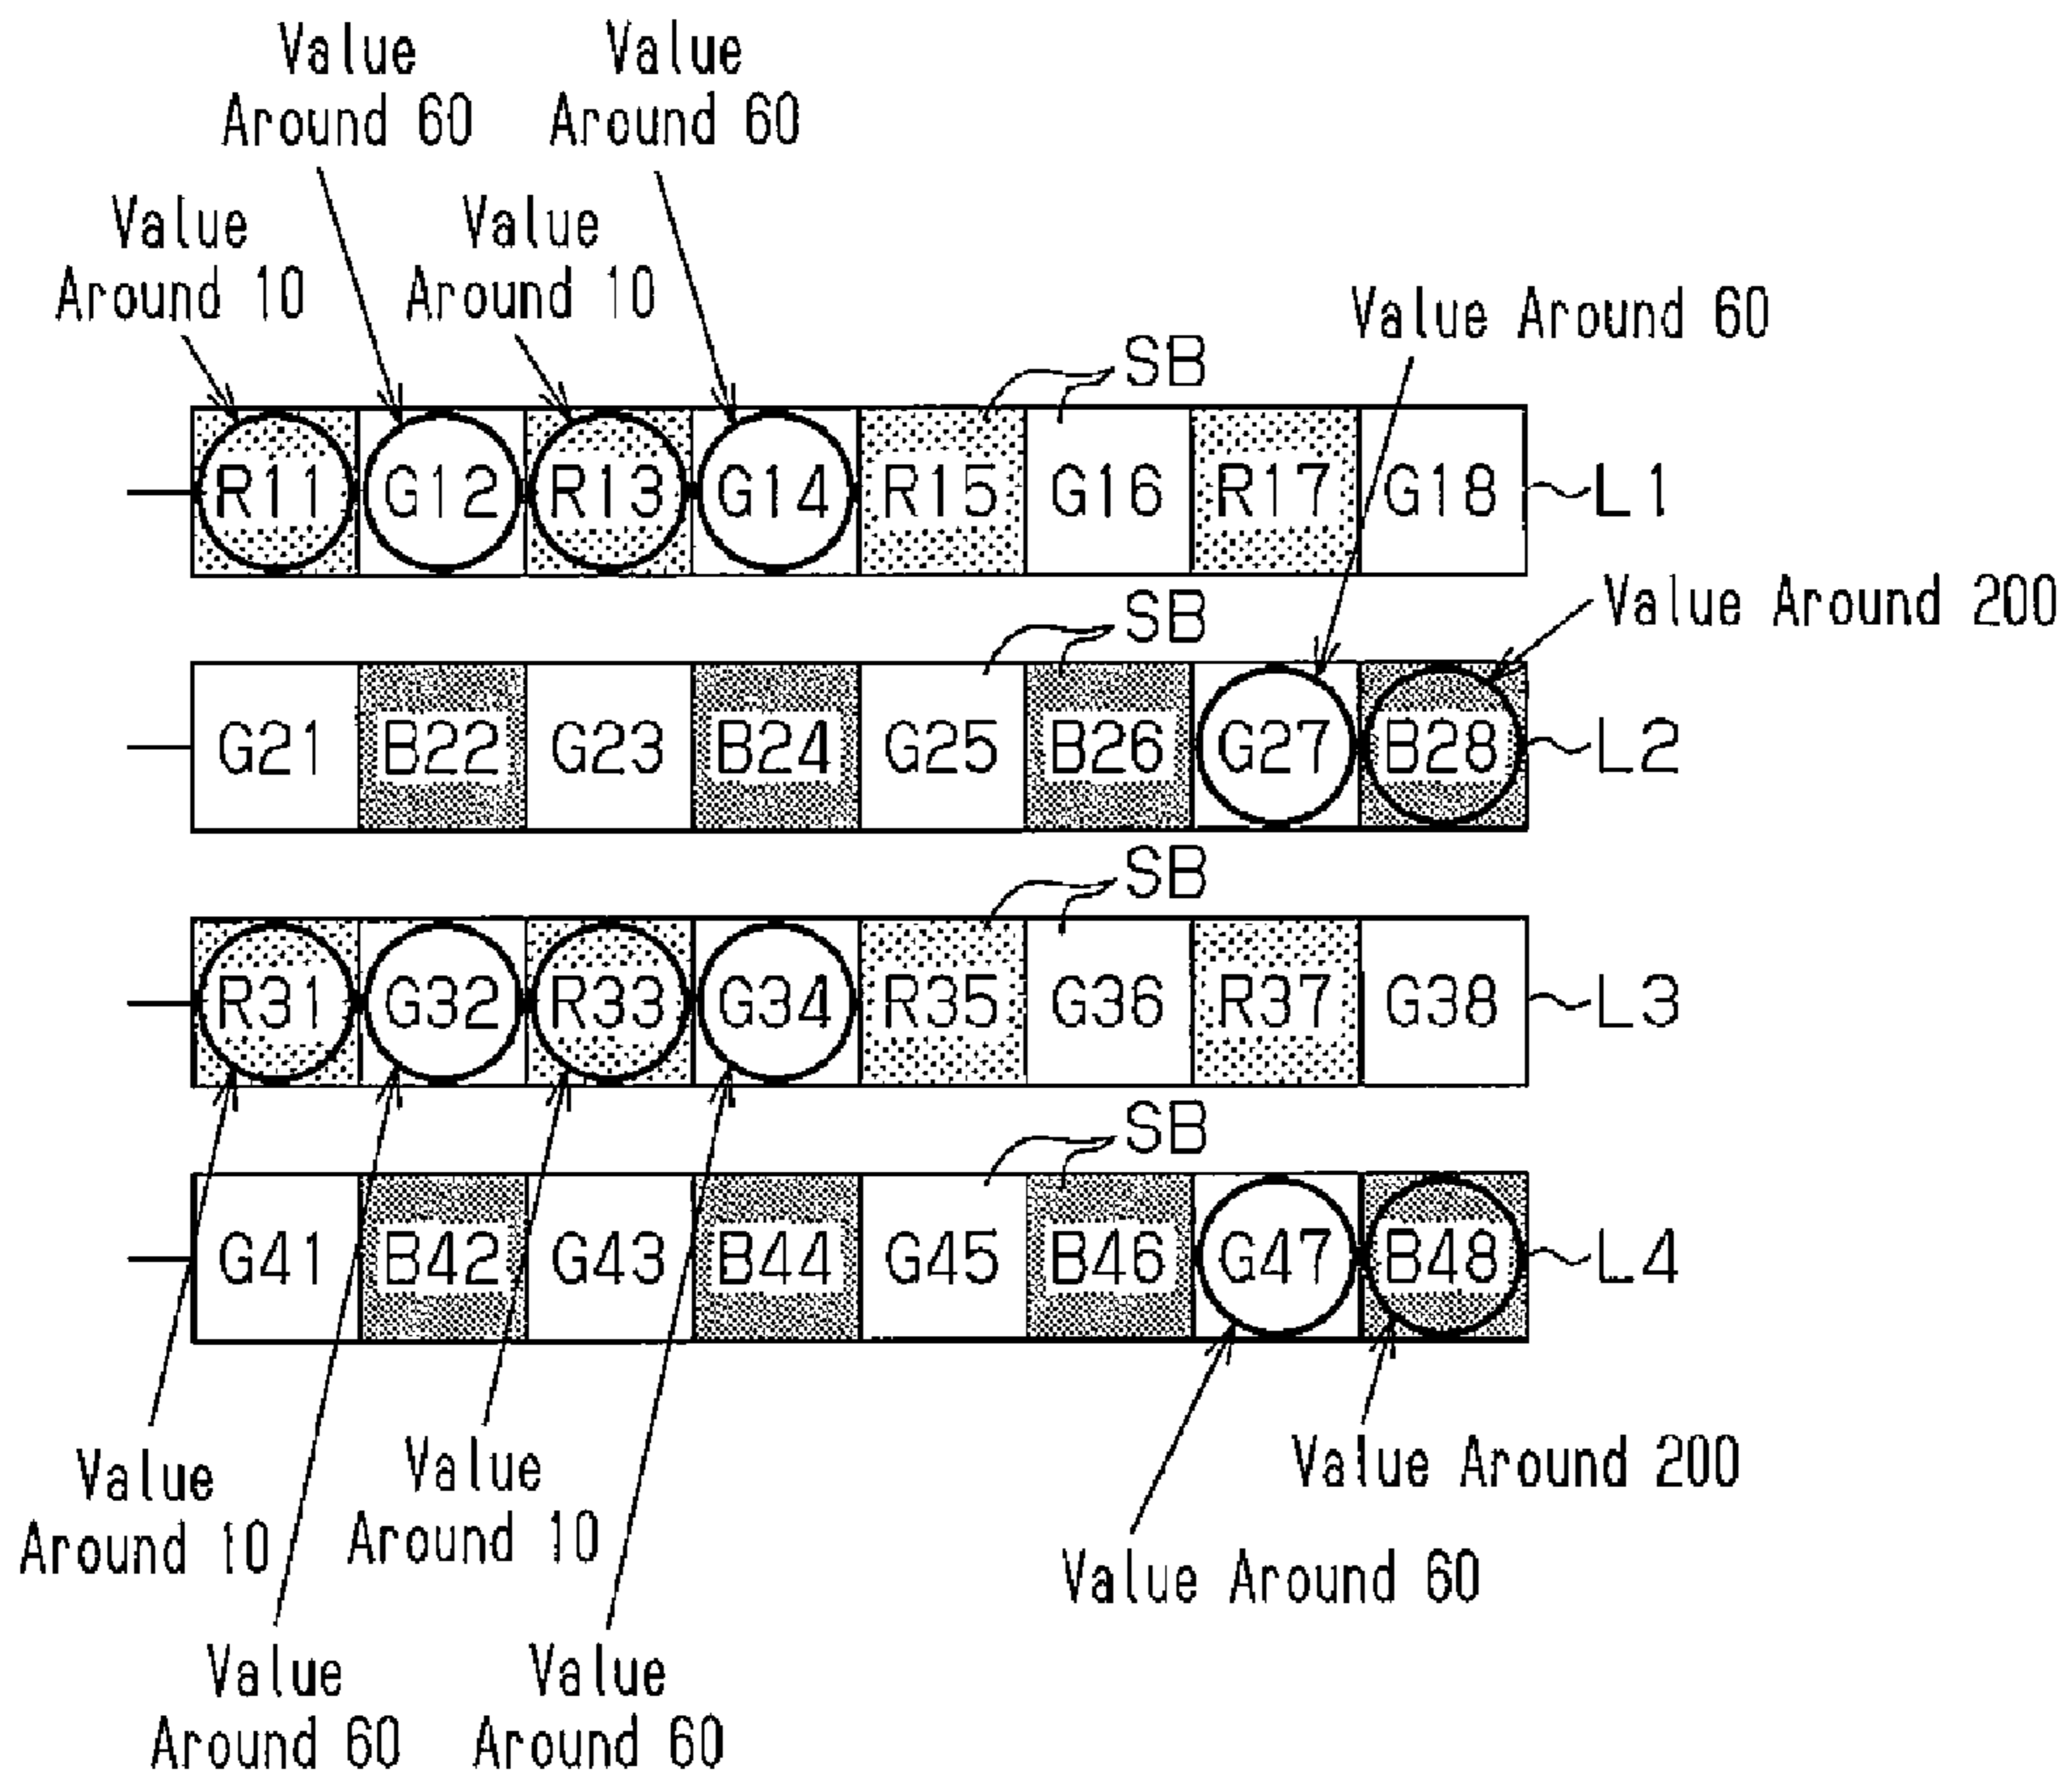 Value
Around 60
Value
Around 60
Value
Around 10
Value
Around 10
Value Around 60
SB
R11 G12 R13 G14 R15 G16 R17 G18 L1
Value Around 200
SB
G21 B22 G23 B24 G25 B26 G27 B28 L2
SB
R31 G32 R33 G34 R35 G36 R37 G38 L3
SB
G41 B42 G43 B44 G45 B46 G47 B48 L4
Value
Around 10
Value
Around 10
Value Around 200
Value Around 60
Value
Around 60
Value
Around 60